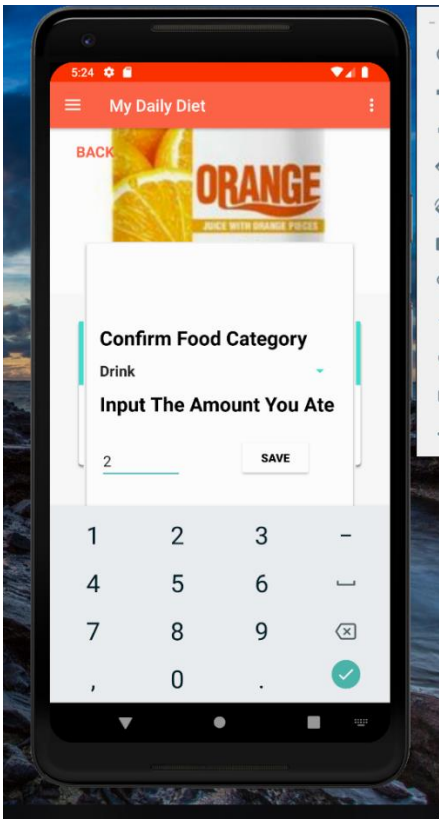 5:24
My Daily Diet
BACK
ORANGE
JUICE WITH ORANGE PIECES
Confirm Food Category
Drink
Input The Amount You Ate
2
SAVE
1 2 3 -
4 5 6
7 8 9
, 0 .